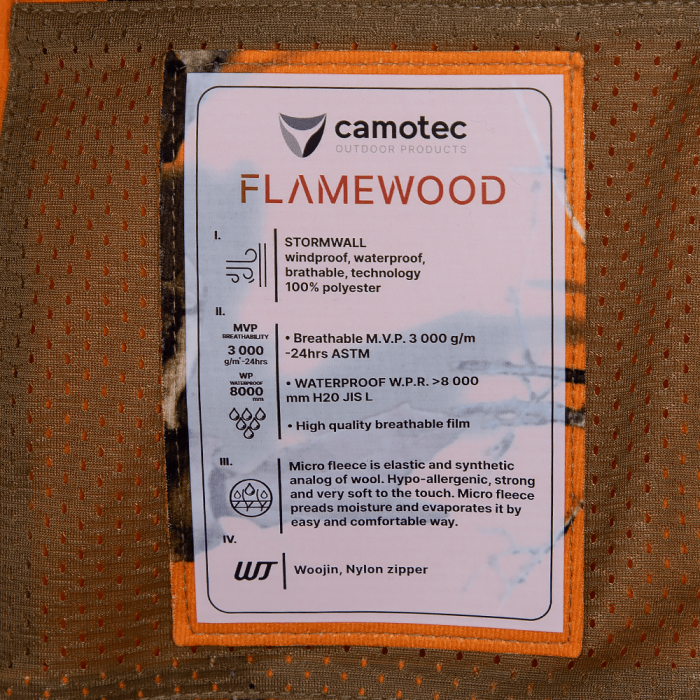 camotec
OUTDOOR PRODUCTS
FLAMEWOOD
I.
STORMWALL
windproof, waterproof,
brathable, technology
100% polyester
II.
MVP
BREATHABILITY
3 000
g/m²-24hrs
• Breathable M.V.P. 3 000 g/m
-24hrs ASTM
WP
WATERPROOF
8000
mm
• WATERPROOF W.P.R. >8 000
mm H20 JIS L
• High quality breathable film
III.
Micro fleece is elastic and synthetic
analog of wool. Hypo-allergenic, strong
and very soft to the touch. Micro fleece
preads moisture and evaporates it by
easy and comfortable way.
IV.
WJ
Woojin, Nylon zipper